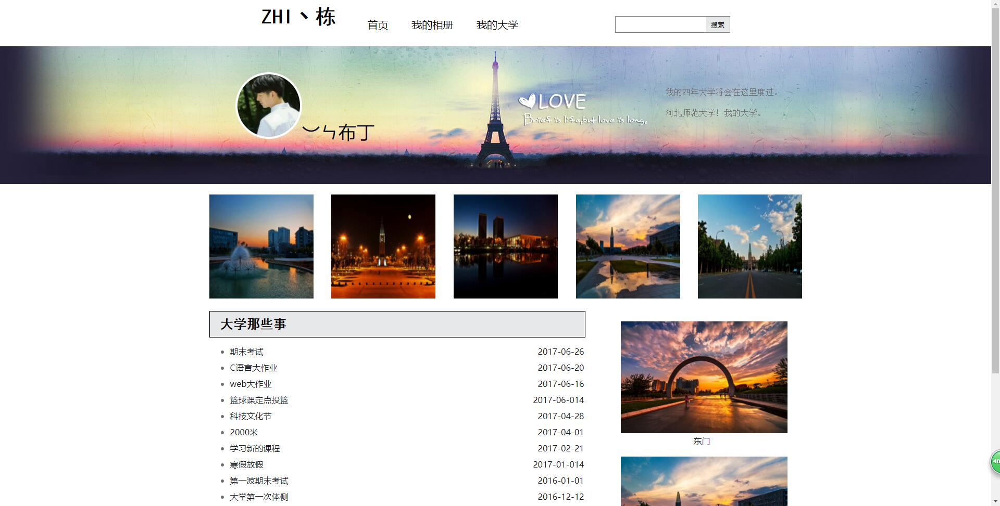 ZHI丶栋
首页 我的相册 我的大学
搜索
︶ㄣ布丁
LOVE
Brief is life,but love is long.
我的四年大学将会在这里度过。
河北师范大学！我的大学。
大学那些事
期末考试 2017-06-26
C语言大作业 2017-06-20
web大作业 2017-06-16
篮球课定点投篮 2017-06-014
科技文化节 2017-04-28
2000米 2017-04-01
学习新的课程 2017-02-21
寒假放假 2017-01-014
第一波期末考试 2016-01-01
大学第一次体侧 2016-12-12
东门
48